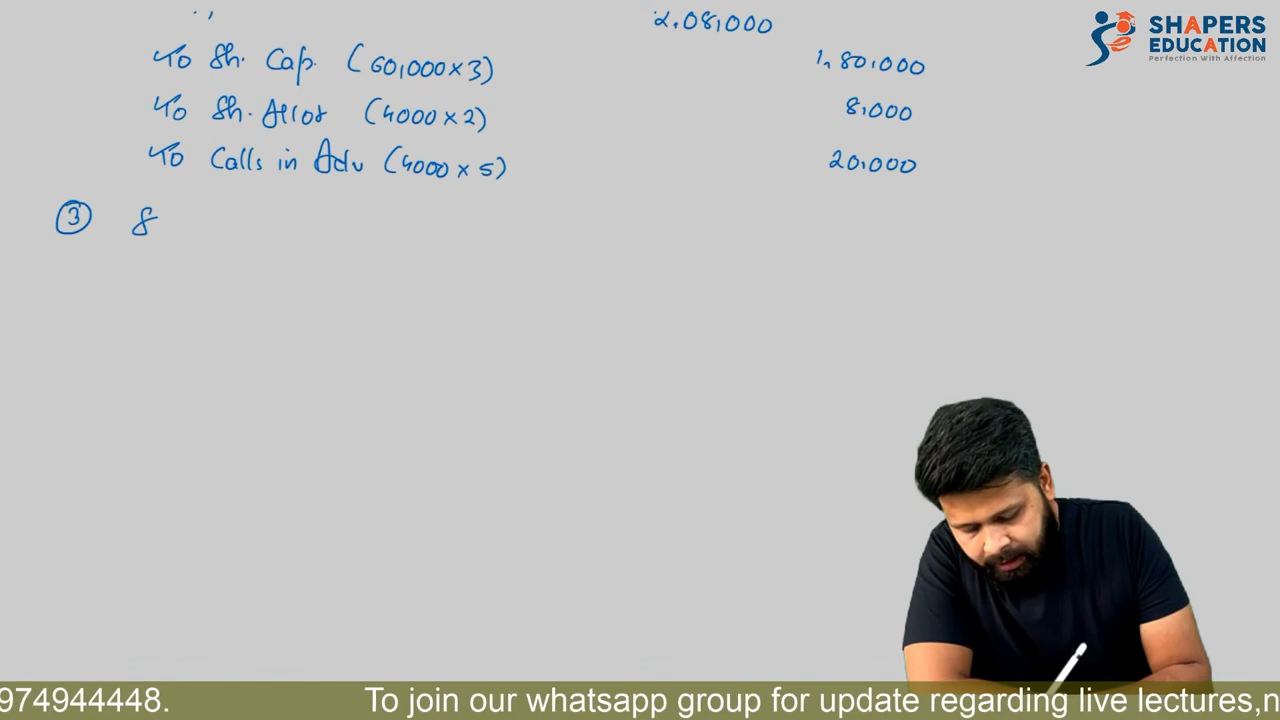 2,08,000
To Sh. Cap. (60,000 x 3) 1,80,000
To Sh. Allot (4000 x 2) 8,000
To Calls in Adv (4000 x 5) 20,000
3 8
SHAPERS
EDUCATION
Perfection With Affection
974944448. To join our whatsapp group for update regarding live lectures,n